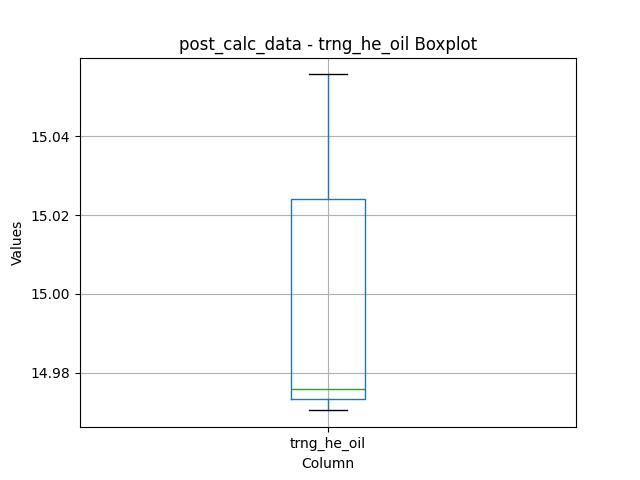 post_calc_data - trng_he_oil Boxplot
15.04
15.02
15.00
14.98
Values
trng_he_oil
Column